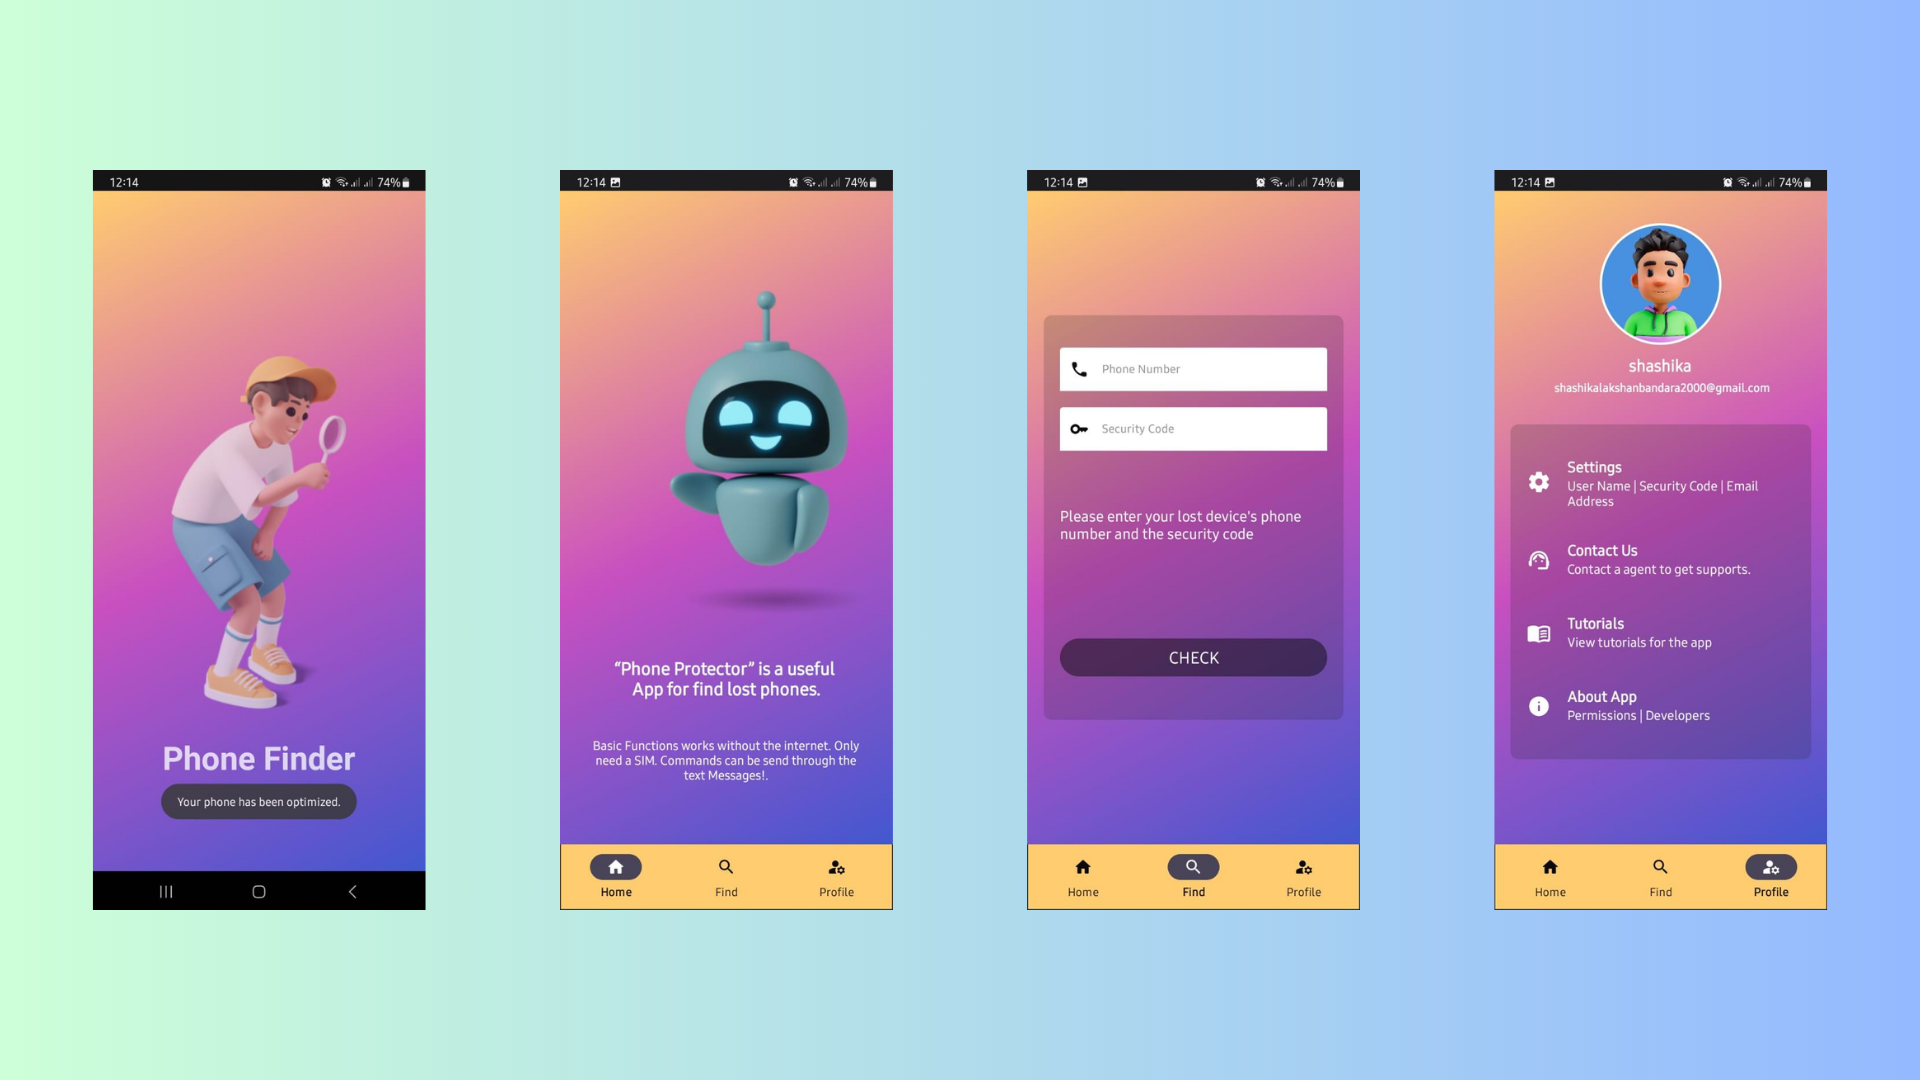 12:14
74%
Phone Finder
Your phone has been optimized.
12:14
74%
“Phone Protector” is a useful
App for find lost phones.
Basic Functions works without the internet. Only
need a SIM. Commands can be send through the
text Messages!.
Home
Find
Profile
12:14
74%
Phone Number
Security Code
Please enter your lost device's phone
number and the security code
CHECK
Home
Find
Profile
12:14
74%
shashika
shashikalakshanbandara2000@gmail.com
Settings
User Name | Security Code | Email
Address
Contact Us
Contact a agent to get supports.
Tutorials
View tutorials for the app
About App
Permissions | Developers
Home
Find
Profile